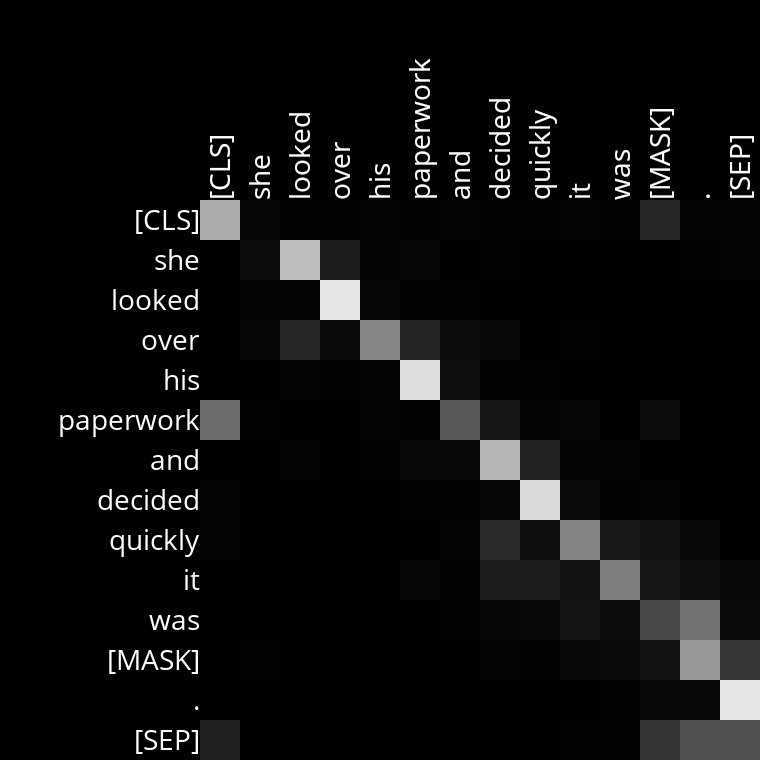 [CLS] she looked over his paperwork and decided quickly it was [MASK] . [SEP]
[CLS]
she
looked
over
his
paperwork
and
decided
quickly
it
was
[MASK]
.
[SEP]